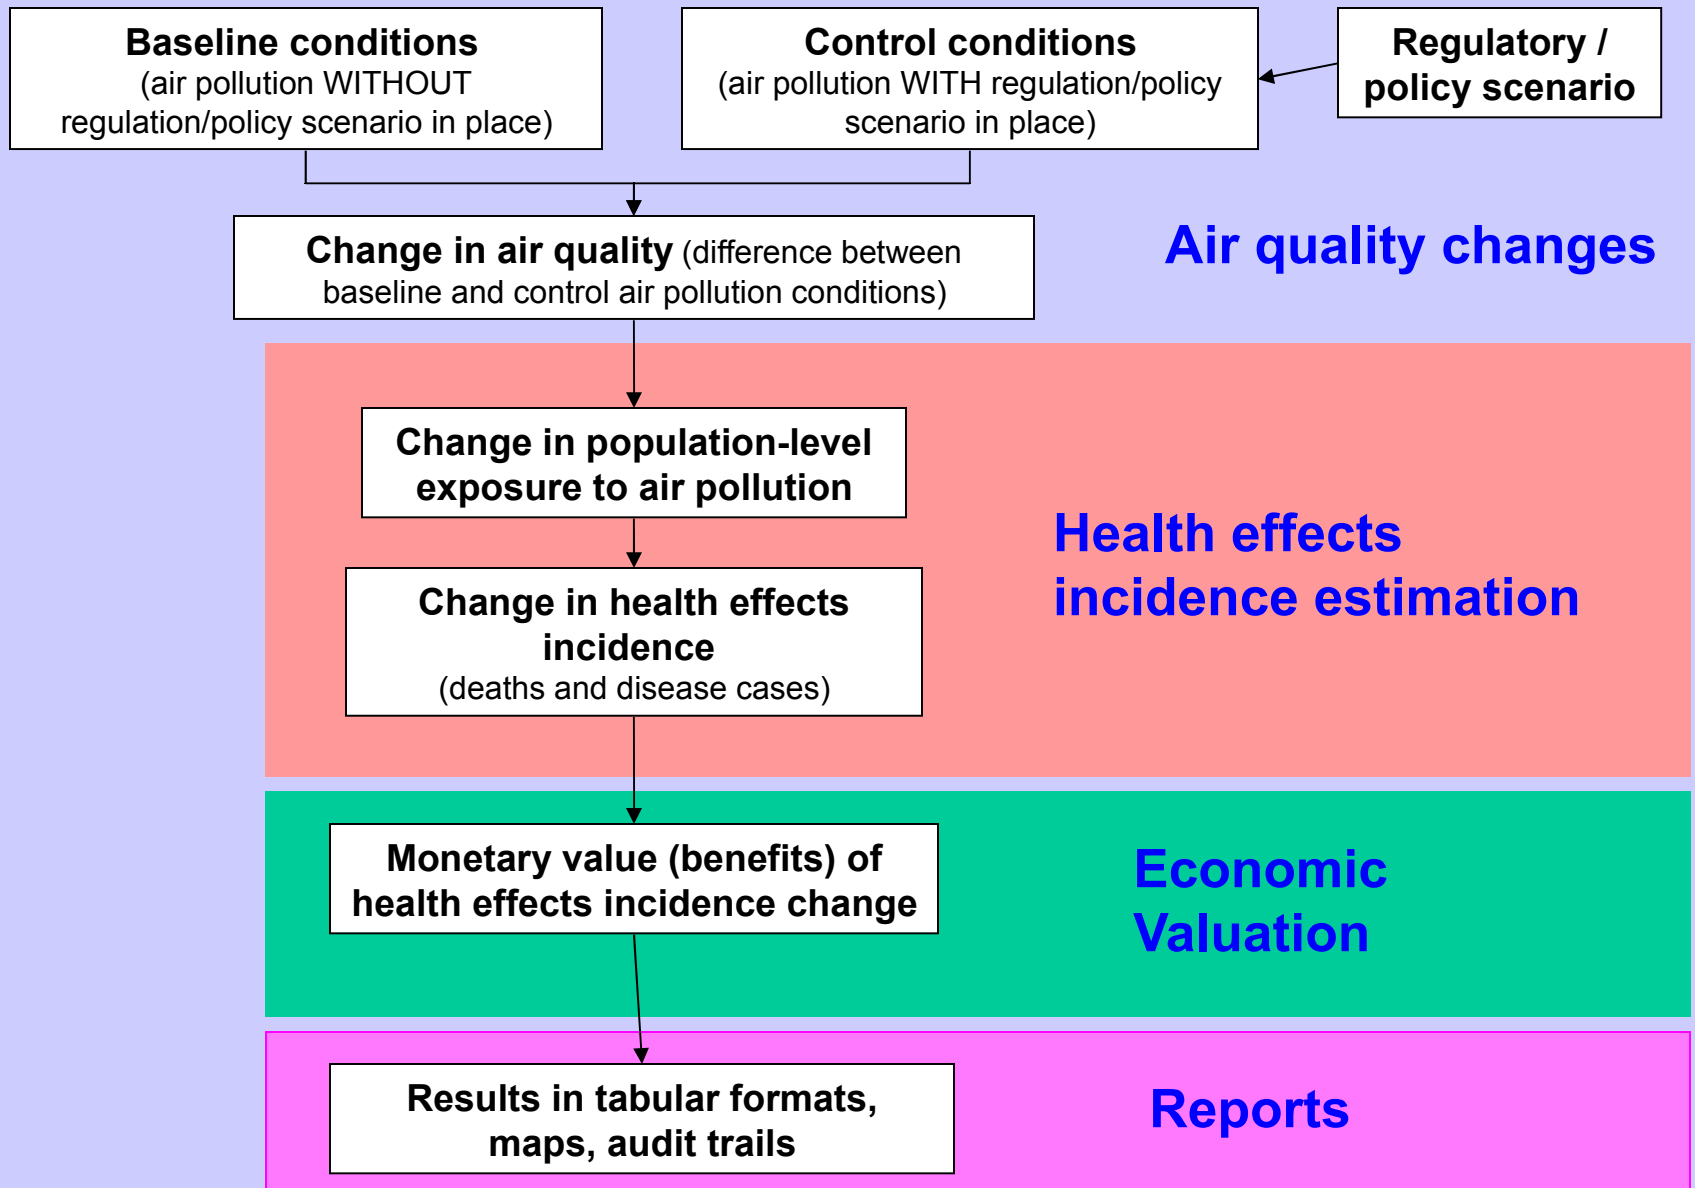 Baseline conditions
(air pollution WITHOUT
regulation/policy scenario in place)
Control conditions
(air pollution WITH regulation/policy
scenario in place)
Regulatory /
policy scenario
Change in air quality (difference between
baseline and control air pollution conditions)
Air quality changes
Change in population-level
exposure to air pollution
Change in health effects
incidence
(deaths and disease cases)
Health effects
incidence estimation
Monetary value (benefits) of
health effects incidence change
Economic
Valuation
Results in tabular formats,
maps, audit trails
Reports